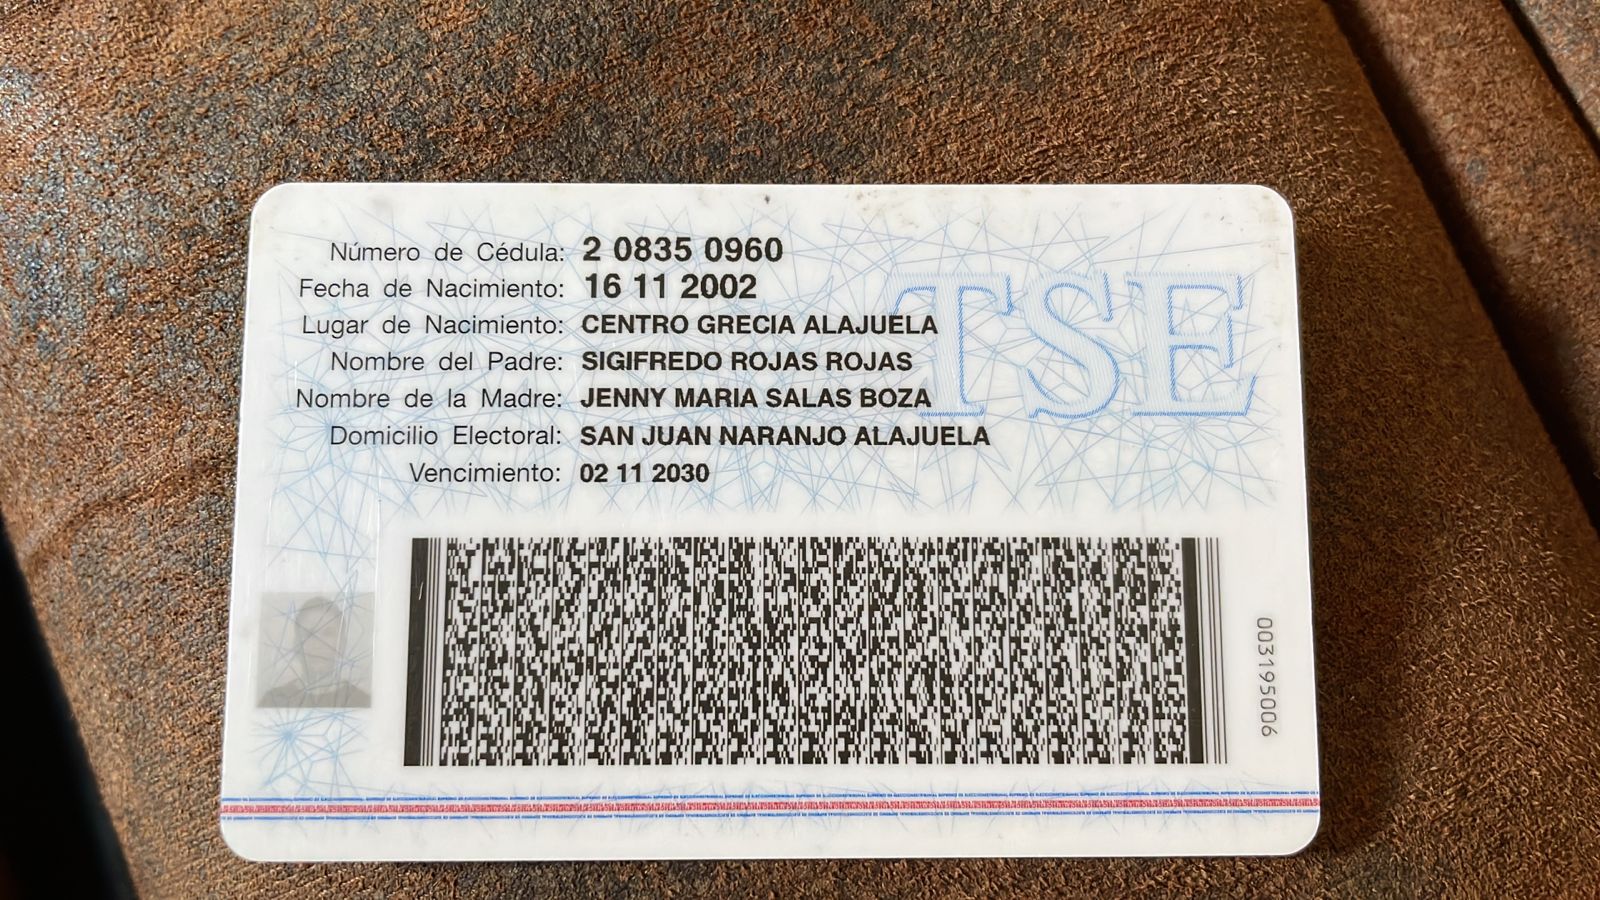 Número de Cédula: 2 0835 0960
Fecha de Nacimiento: 16 11 2002
Lugar de Nacimiento: CENTRO GRECIA ALAJUELA
Nombre del Padre: SIGIFREDO ROJAS ROJAS
Nombre de la Madre: JENNY MARIA SALAS BOZA
Domicilio Electoral: SAN JUAN NARANJO ALAJUELA
Vencimiento: 02 11 2030
TSE
003195006